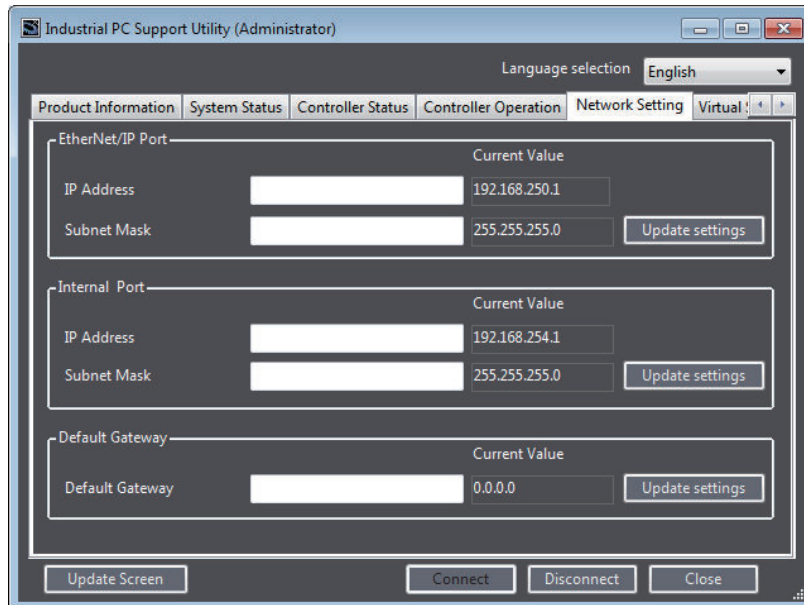 Industrial PC Support Utility (Administrator)
Language selection English
Product Information System Status Controller Status Controller Operation Network Setting Virtual
EtherNet/IP Port
Current Value
IP Address 192.168.250.1
Subnet Mask 255.255.255.0 Update settings
Internal Port
Current Value
IP Address 192.168.254.1
Subnet Mask 255.255.255.0 Update settings
Default Gateway
Current Value
Default Gateway 0.0.0.0 Update settings
Update Screen Connect Disconnect Close